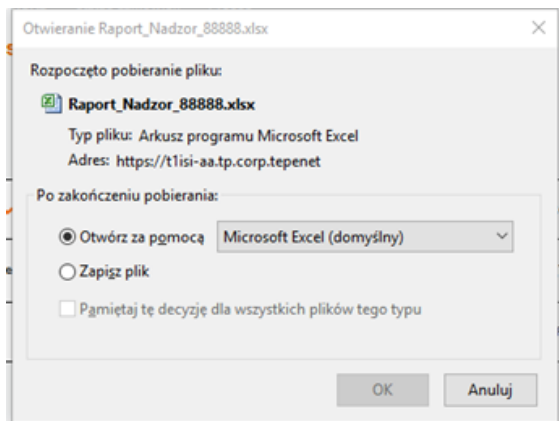 Otwieranie Raport_Nadzor_88888.xlsx
Rozpoczęto pobieranie pliku:
Raport_Nadzor_88888.xlsx
Typ pliku: Arkusz programu Microsoft Excel
Adres: https://t1isi-aa.tp.corp.tepenet
Po zakończeniu pobierania:
Otwórz za pomocą Microsoft Excel (domyślny)
Zapisz plik
Pamiętaj tę decyzję dla wszystkich plików tego typu
OK Anuluj